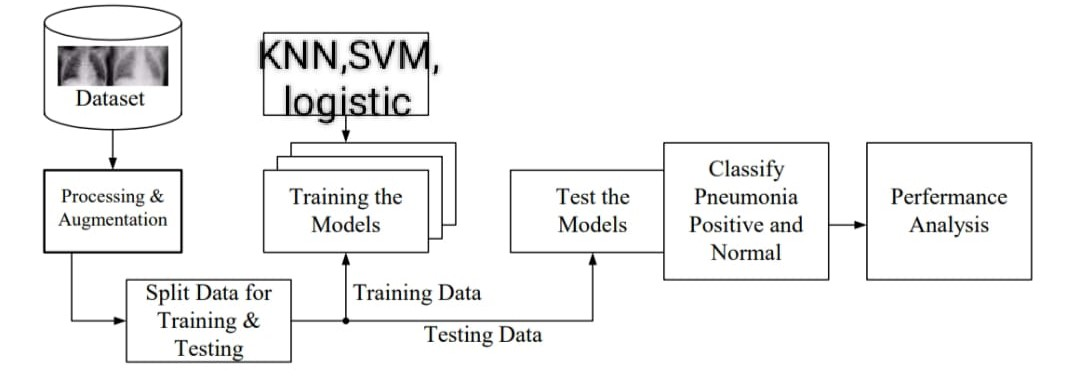 Dataset
KNN,SVM,
logistic
Processing &
Augmentation
Training the
Models
Test the
Models
Classify
Pneumonia
Positive and
Normal
Perfermance
Analysis
Split Data for
Training &
Testing
Training Data
Testing Data